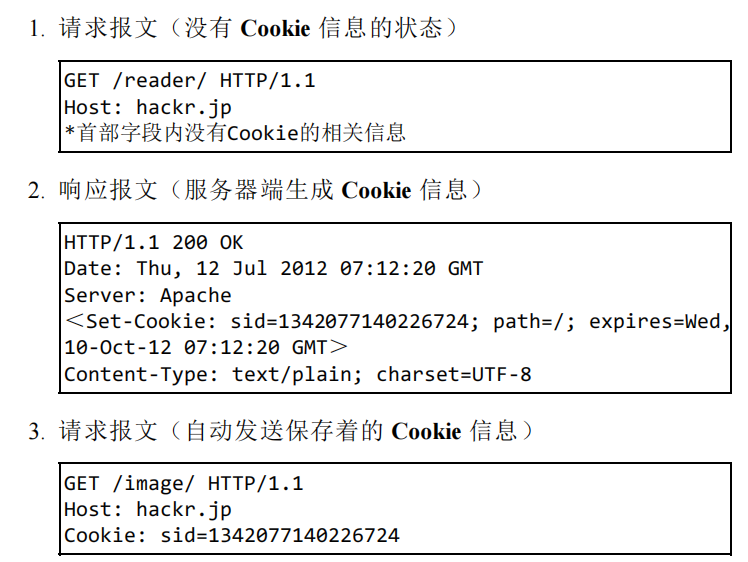 1. 请求报文（没有 Cookie 信息的状态）
GET /reader/ HTTP/1.1
Host: hackr.jp
*首部字段内没有Cookie的相关信息
2. 响应报文（服务器端生成 Cookie 信息）
HTTP/1.1 200 OK
Date: Thu, 12 Jul 2012 07:12:20 GMT
Server: Apache
＜Set-Cookie: sid=1342077140226724; path=/; expires=Wed,
10-Oct-12 07:12:20 GMT＞
Content-Type: text/plain; charset=UTF-8
3. 请求报文（自动发送保存着的 Cookie 信息）
GET /image/ HTTP/1.1
Host: hackr.jp
Cookie: sid=1342077140226724